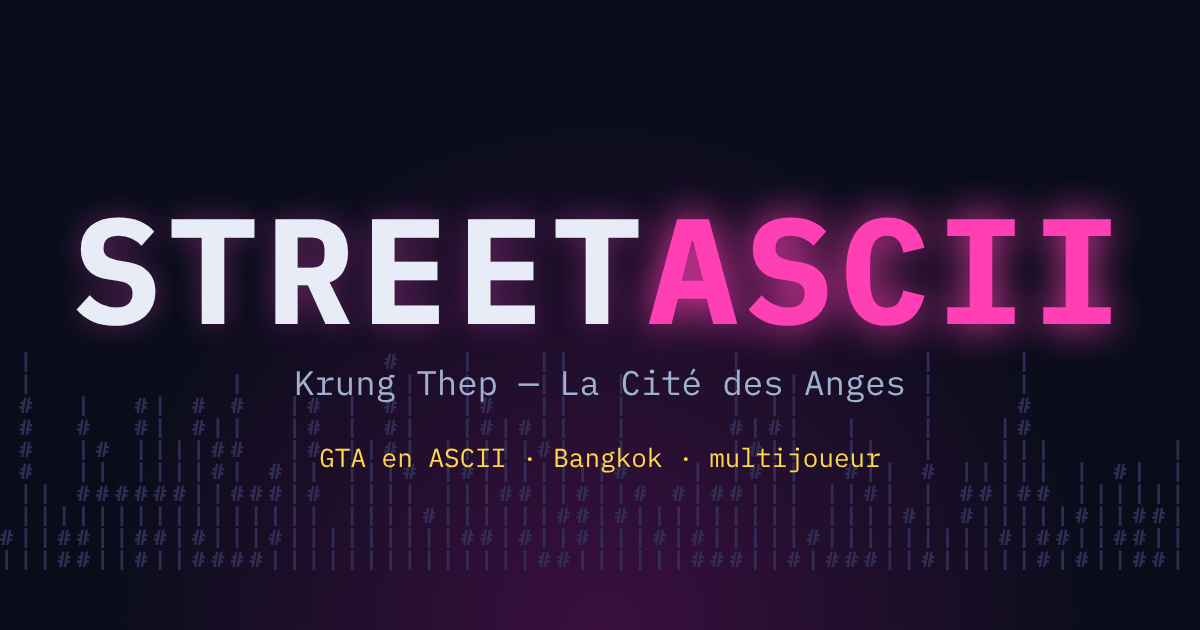 STREETASCII
Krung Thep — La Cité des Anges
GTA en ASCII · Bangkok · multijoueur